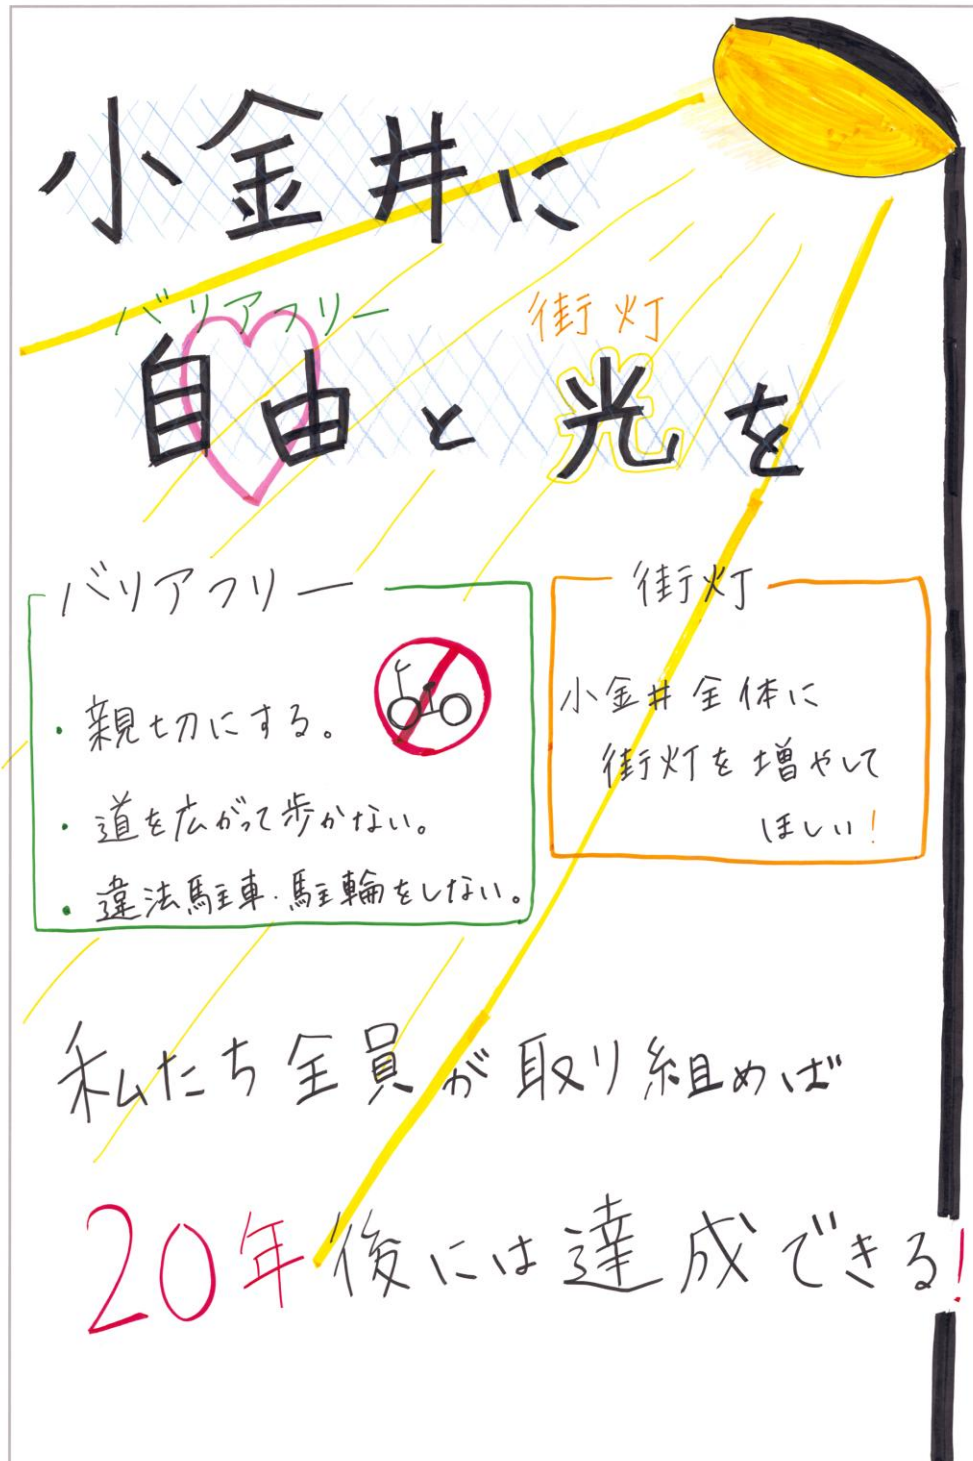 小金井に
バリアフリー 街灯
自由と光を
バリアフリー
・親切にする。
・道を広がって歩かない。
・違法駐車・駐輪をしない。
街灯
小金井全体に
街灯を増やして
ほしい!
私たち全員が取り組めば
20年後には達成できる!